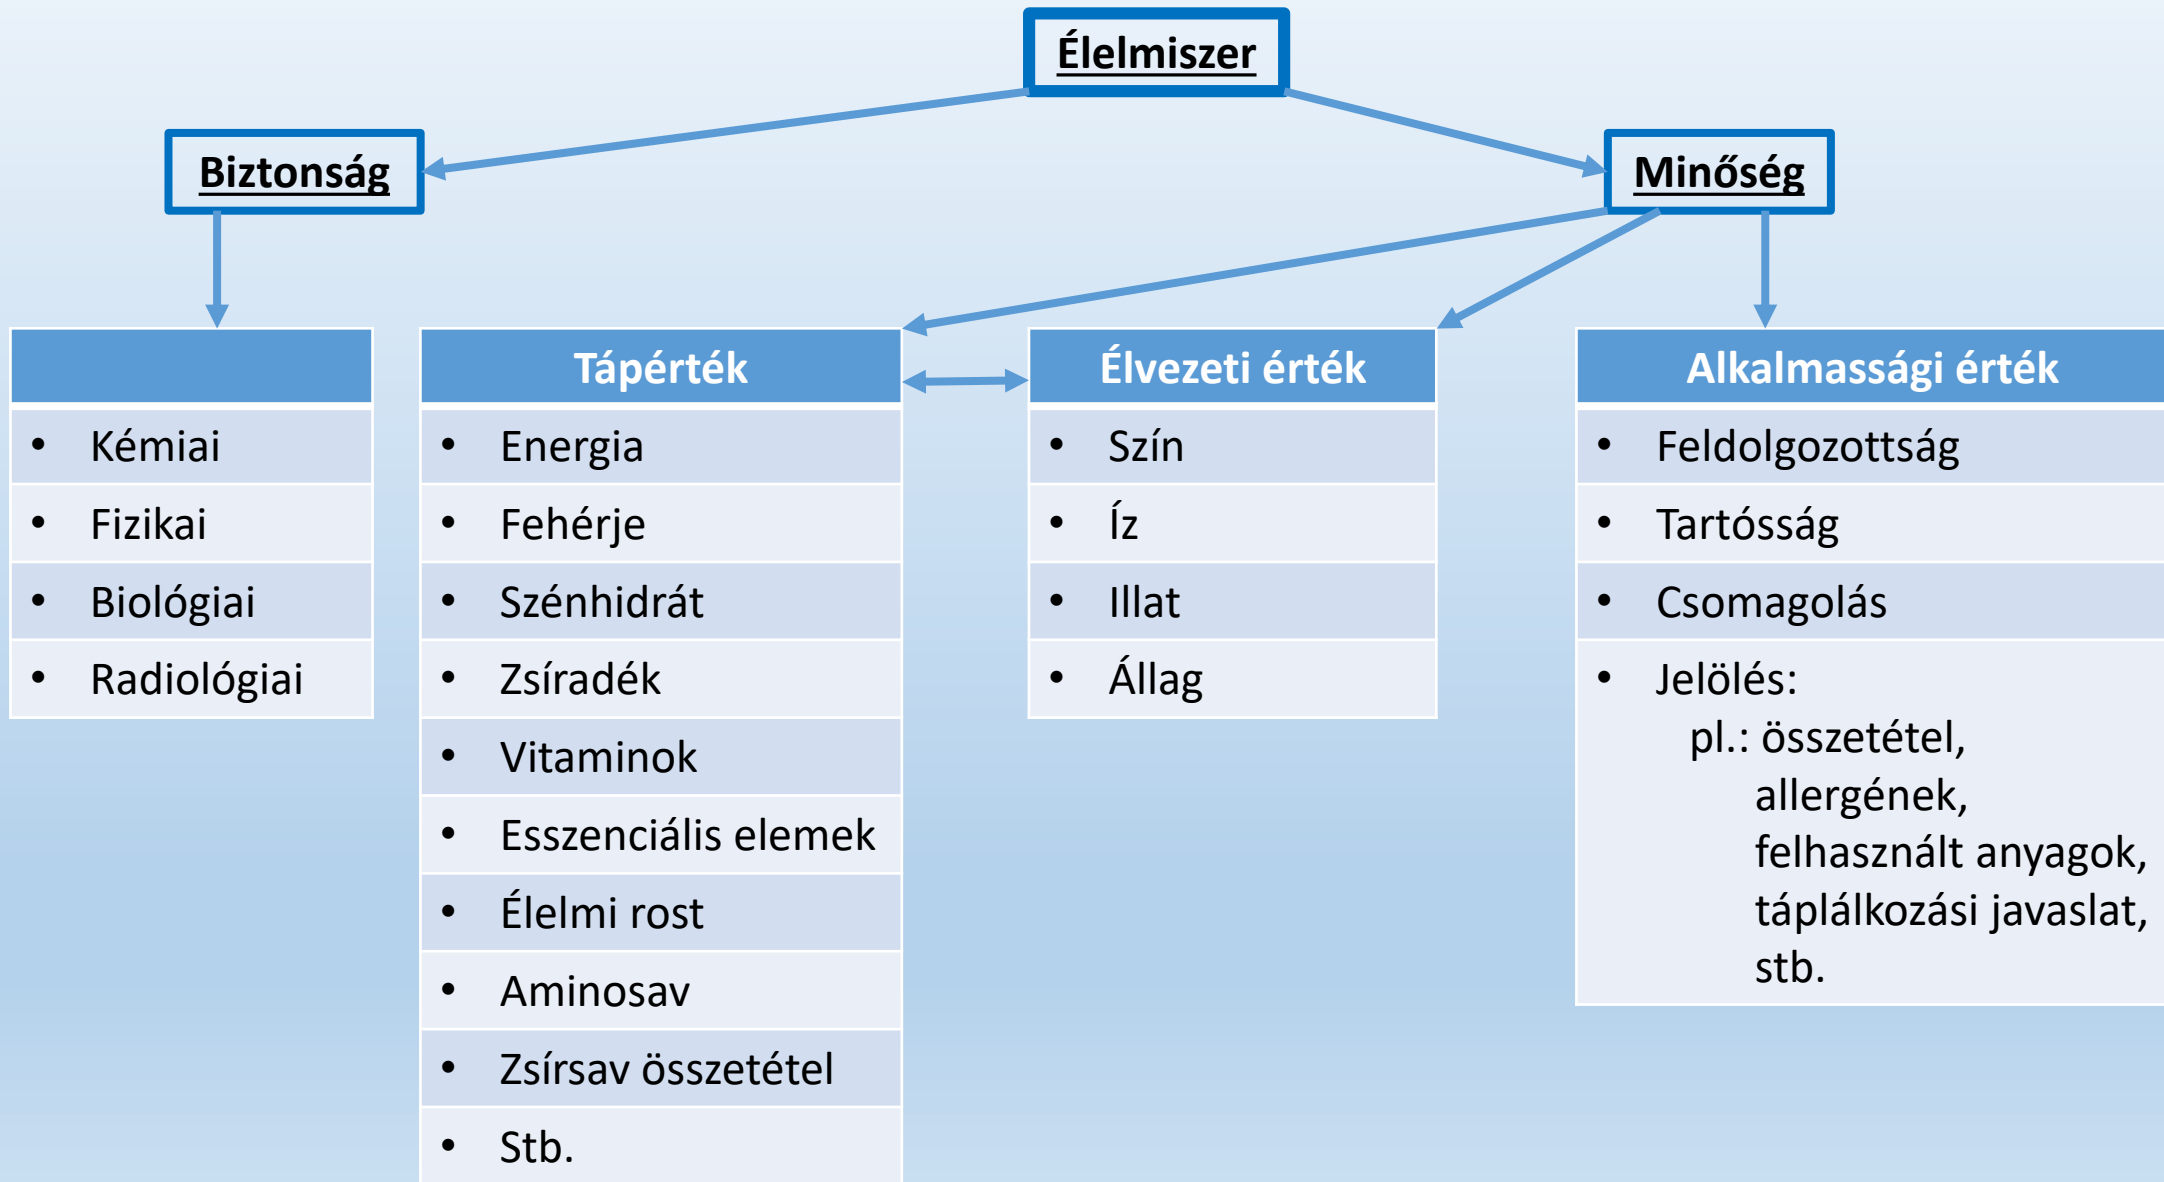 Élelmiszer
Biztonság
Minőség
• Kémiai
• Fizikai
• Biológiai
• Radiológiai
Tápérték
• Energia
• Fehérje
• Szénhidrát
• Zsíradék
• Vitaminok
• Esszenciális elemek
• Élelmi rost
• Aminosav
• Zsírsav összetétel
• Stb.
Élvezeti érték
• Szín
• Íz
• Illat
• Állag
Alkalmassági érték
• Feldolgozottság
• Tartósság
• Csomagolás
• Jelölés:
pl.: összetétel,
allergének,
felhasznált anyagok,
táplálkozási javaslat,
stb.